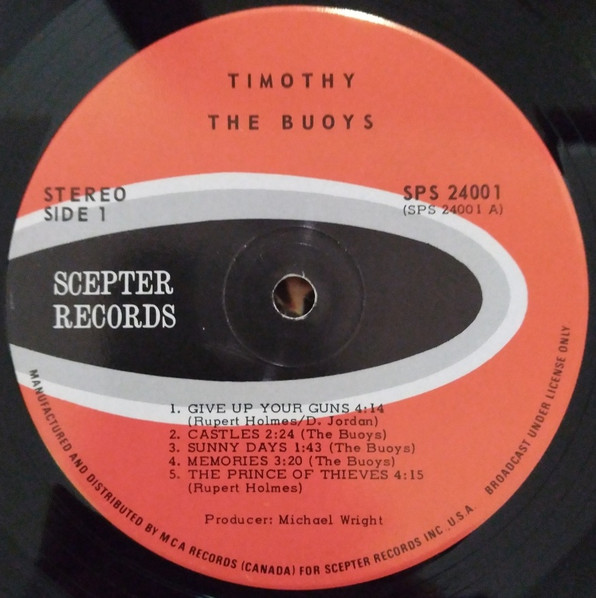 TIMOTHY
THE BUOYS
STEREO
SIDE 1
SPS 24001
(SPS 24001 A)
SCEPTER
RECORDS
1. GIVE UP YOUR GUNS 4:14
(Rupert Holmes/D. Jordan)
2. CASTLES 2:24 (The Buoys)
3. SUNNY DAYS 1:43 (The Buoys)
4. MEMORIES 3:20 (The Buoys)
5. THE PRINCE OF THIEVES 4:15
(Rupert Holmes)
Producer: Michael Wright
MANUFACTURED AND DISTRIBUTED BY MCA RECORDS (CANADA) FOR SCEPTER RECORDS INC. U.S.A. BROADCAST UNDER LICENSE ONLY